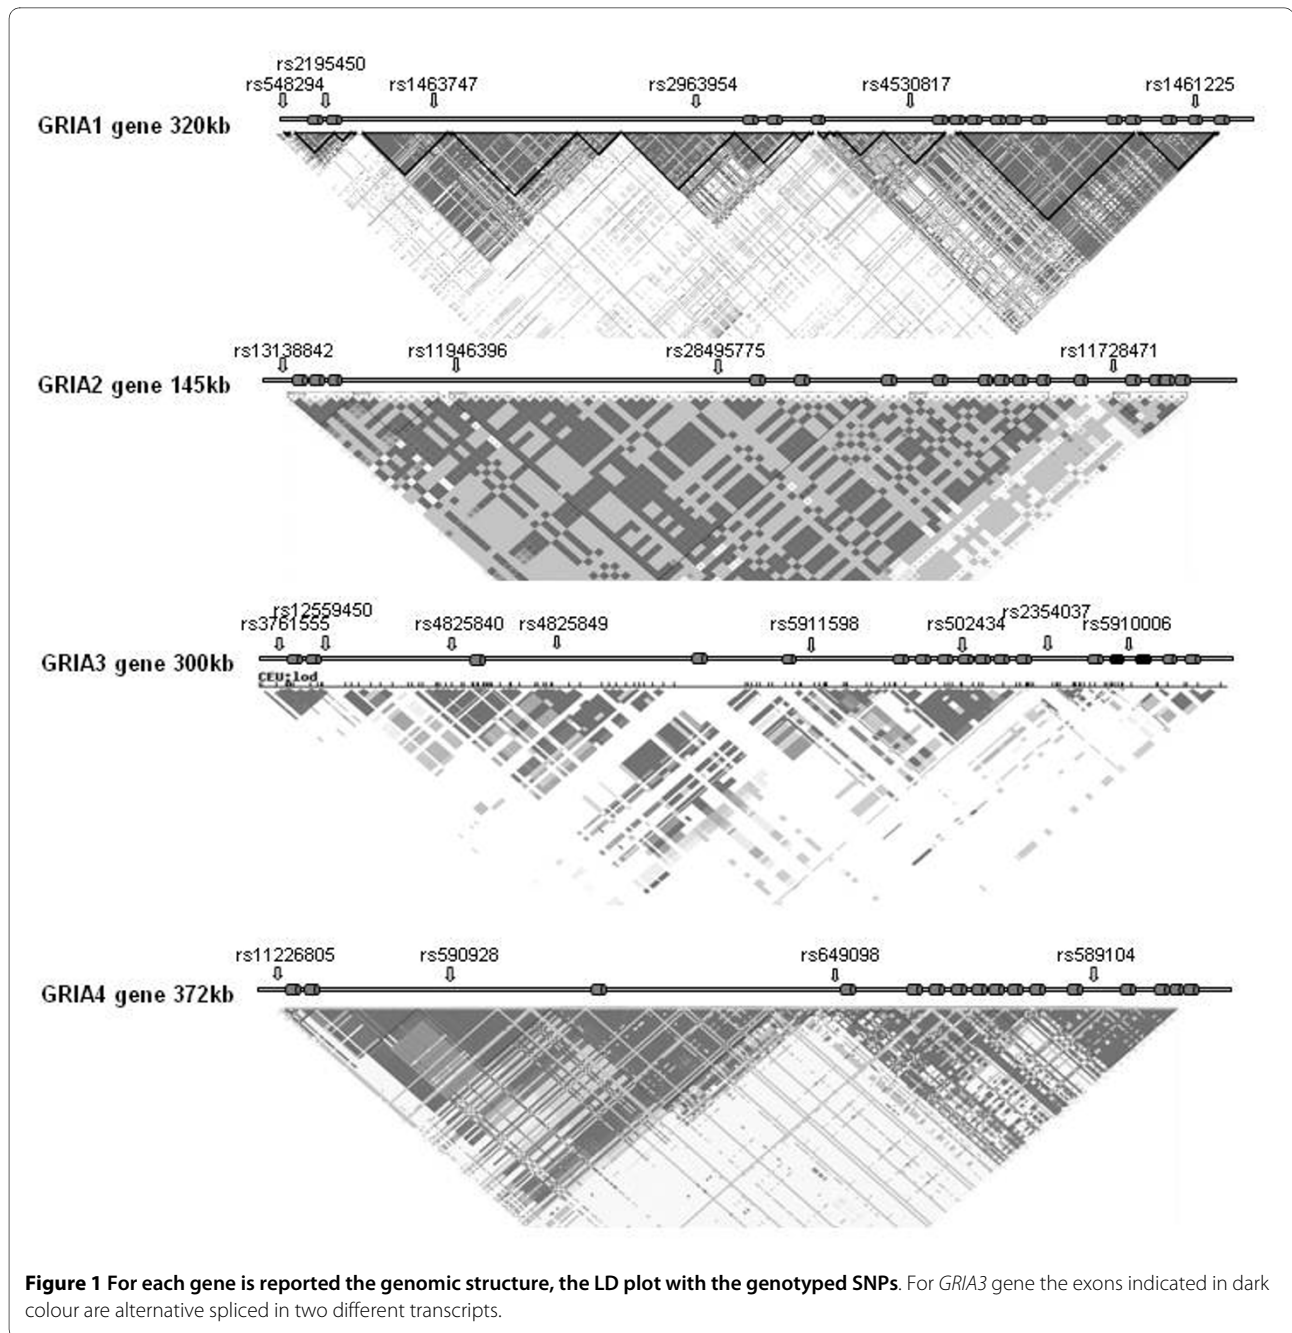 rs2195450
rs548294 rs1463747 rs2963954 rs4530817 rs1461225
GRIA1 gene 320kb
rs13138842 rs11946396 rs28495775 rs11728471
GRIA2 gene 145kb
rs12559450 rs2354037
rs3761555 rs4825840 rs4825849 rs5911598 rs502434 rs5910006
GRIA3 gene 300kb
CEU:lod
rs11226805 rs590928 rs649098 rs589104
GRIA4 gene 372kb
Figure 1 For each gene is reported the genomic structure, the LD plot with the genotyped SNPs. For GRIA3 gene the exons indicated in dark
colour are alternative spliced in two different transcripts.